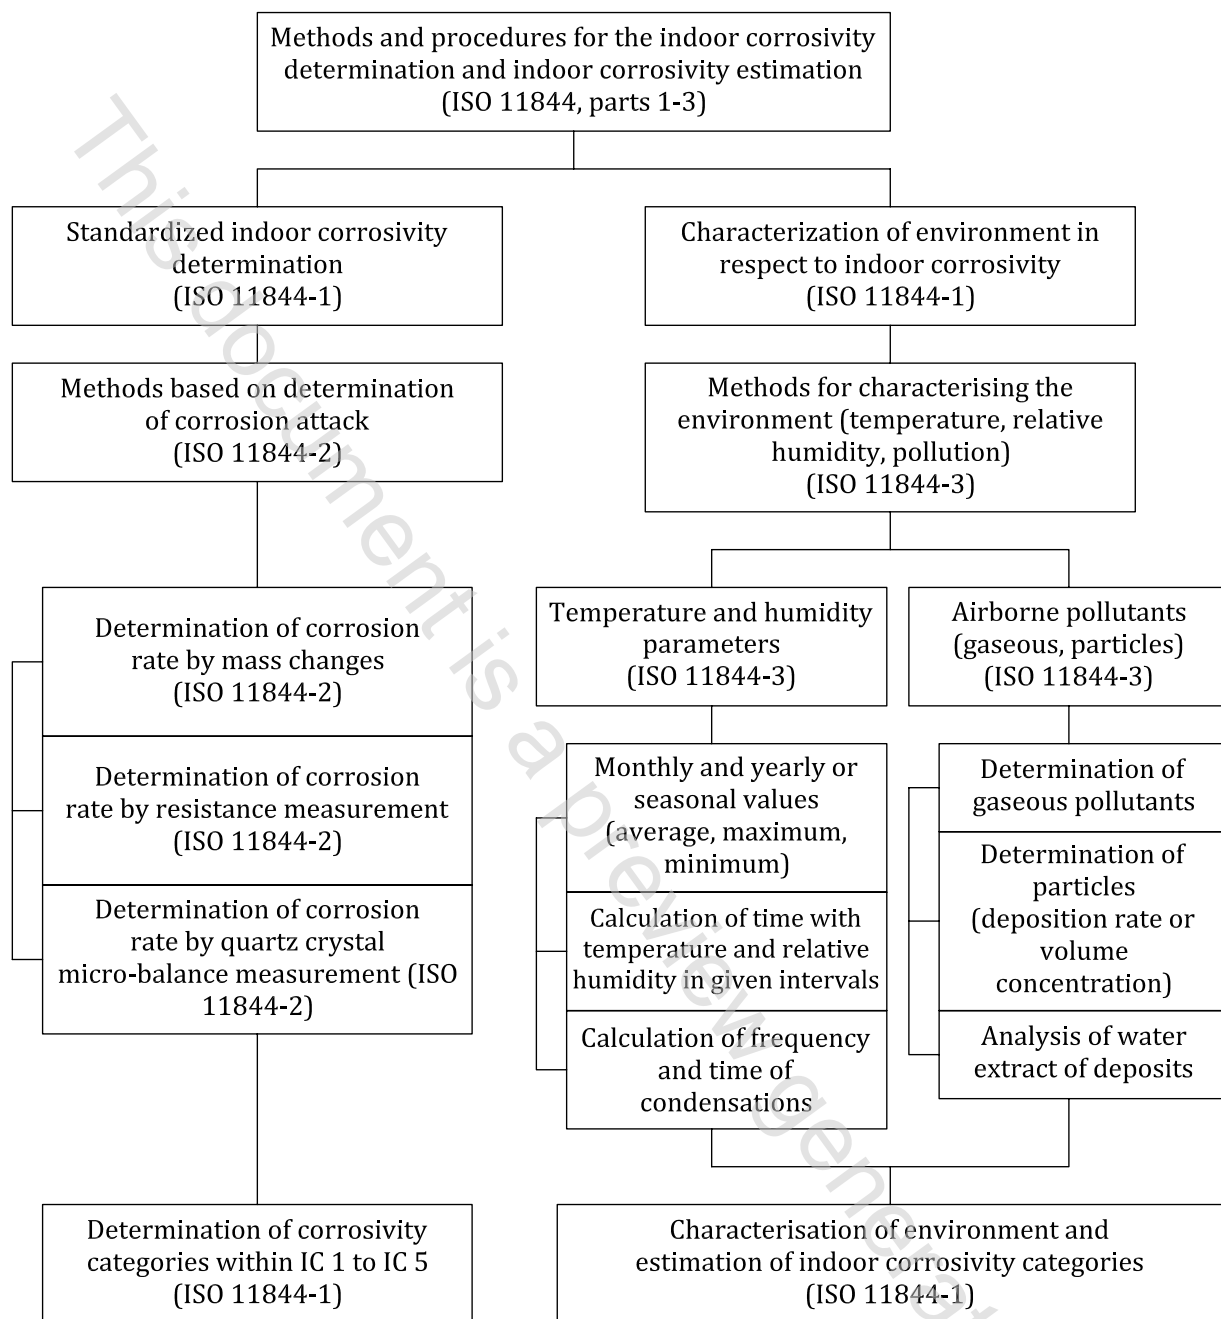 Methods and procedures for the indoor corrosivity
determination and indoor corrosivity estimation
(ISO 11844, parts 1-3)
Standardized indoor corrosivity
determination
(ISO 11844-1)
Characterization of environment in
respect to indoor corrosivity
(ISO 11844-1)
Methods based on determination
of corrosion attack
(ISO 11844-2)
Methods for characterising the
environment (temperature, relative
humidity, pollution)
(ISO 11844-3)
Determination of corrosion
rate by mass changes
(ISO 11844-2)
Determination of corrosion
rate by resistance measurement
(ISO 11844-2)
Determination of corrosion
rate by quartz crystal
micro-balance measurement (ISO
11844-2)
Temperature and humidity
parameters
(ISO 11844-3)
Monthly and yearly or
seasonal values
(average, maximum,
minimum)
Calculation of time with
temperature and relative
humidity in given intervals
Calculation of frequency
and time of
condensations
Airborne pollutants
(gaseous, particles)
(ISO 11844-3)
Determination of
gaseous pollutants
Determination of
particles
(deposition rate or
volume
concentration)
Analysis of water
extract of deposits
Determination of corrosivity
categories within IC 1 to IC 5
(ISO 11844-1)
Characterisation of environment and
estimation of indoor corrosivity categories
(ISO 11844-1)
This document is a preview generat